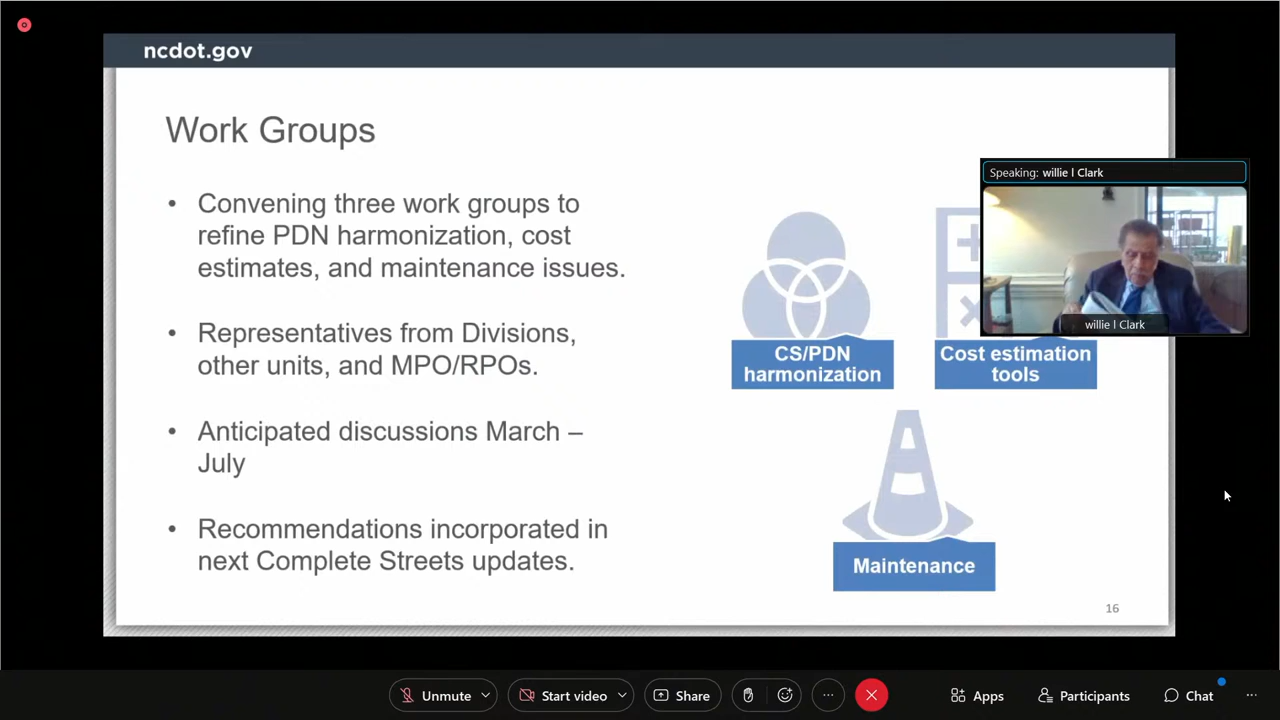 ncdot.gov
Work Groups
• Convening three work groups to
refine PDN harmonization, cost
estimates, and maintenance issues.
• Representatives from Divisions,
other units, and MPO/RPOs.
• Anticipated discussions March –
July
• Recommendations incorporated in
next Complete Streets updates.
Speaking: willie l Clark
willie l Clark
CS/PDN
harmonization
Cost estimation
tools
Maintenance
16
Unmute
Start video
Share
Apps
Participants
Chat